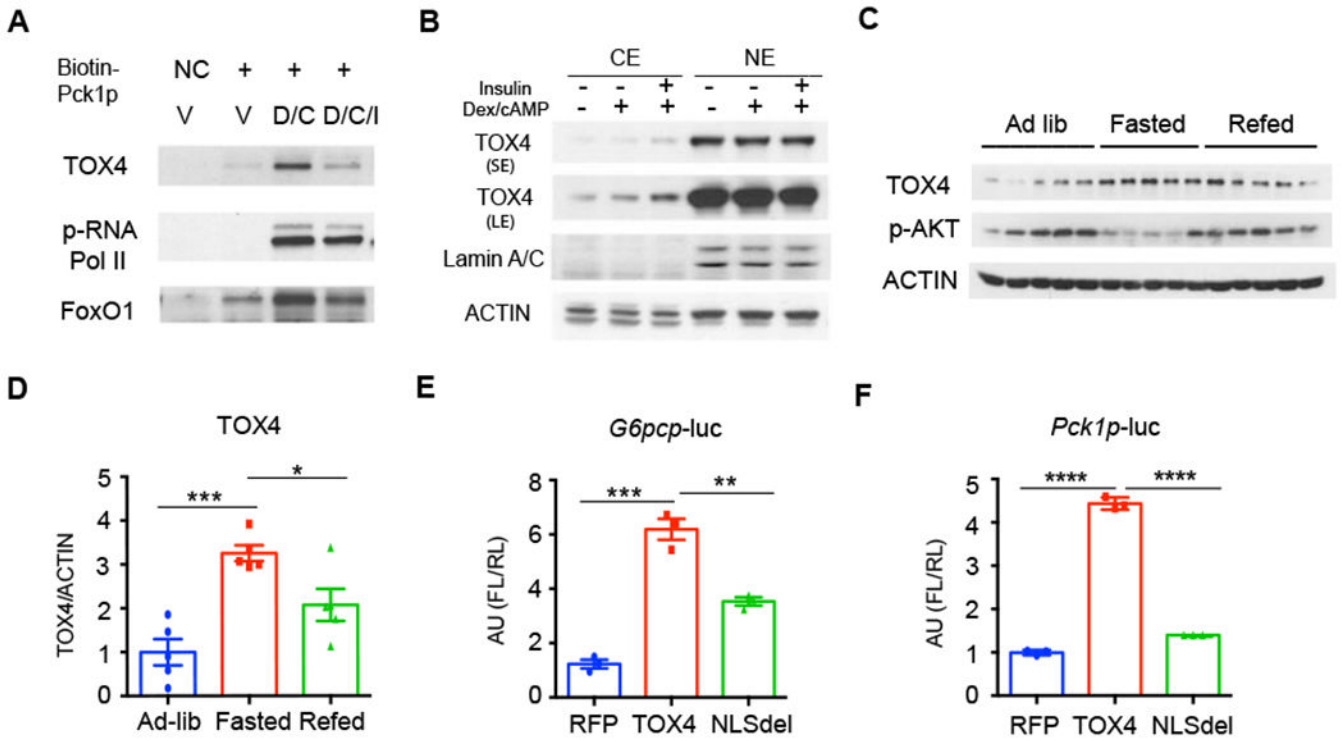 A
Biotin-
Pck1p
NC + + +
V V D/C D/C/I
TOX4
p-RNA
Pol II
FoxO1
B
CE NE
Insulin - - + - - +
Dex/cAMP - + + - + +
TOX4
(SE)
TOX4
(LE)
Lamin A/C
ACTIN
C
Ad lib Fasted Refed
TOX4
p-AKT
ACTIN
D
TOX4
*** *
TOX4/ACTIN
5
4
3
2
1
0
Ad-lib Fasted Refed
E
G6pcp-luc
*** **
AU (FL/RL)
8
6
4
2
0
RFP TOX4 NLSdel
F
Pck1p-luc
**** ****
AU (FL/RL)
5
4
3
2
1
0
RFP TOX4 NLSdel